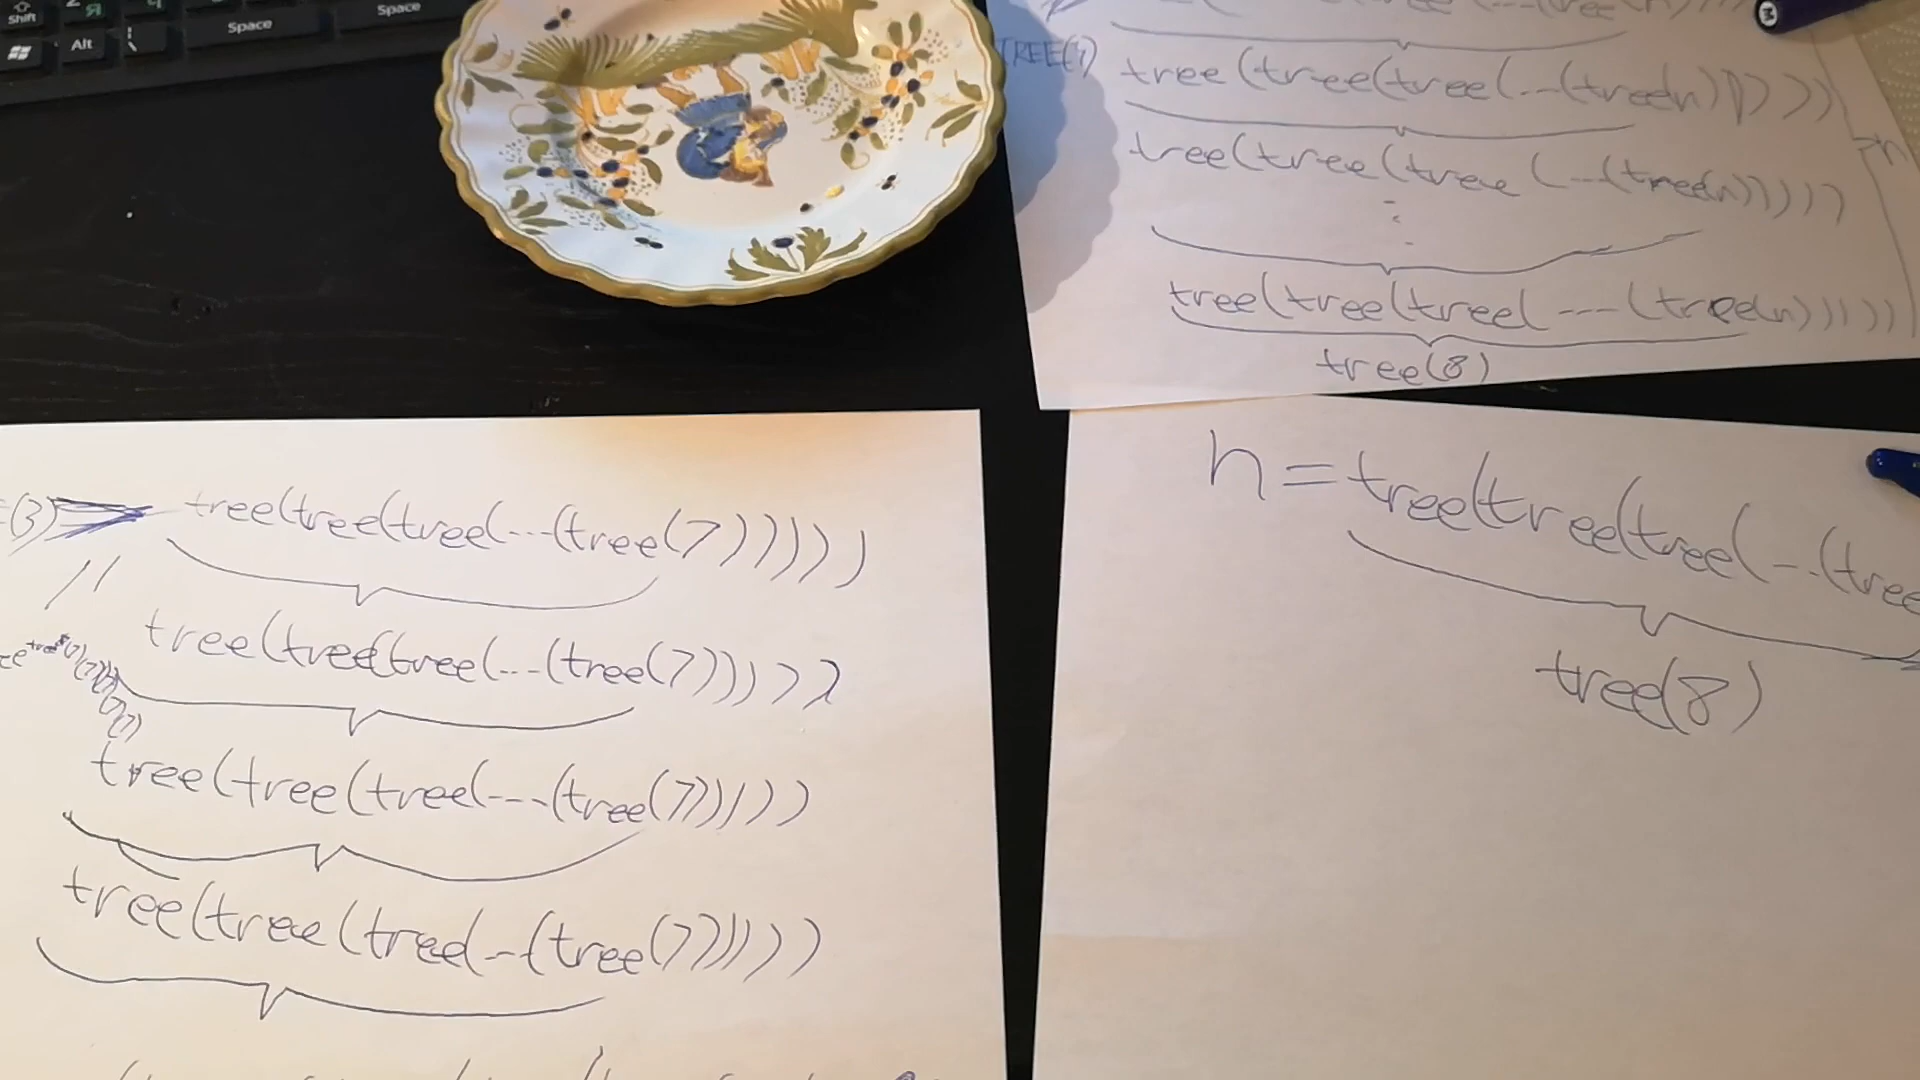 Shift
Alt
Space
Space
TREE(4)
tree(tree(tree(...(tree(n)))))
tree(tree(tree(...(tree(n)))))
tree(tree(tree(----(tree(n)))))
tree(8)
n
(3) > tree(tree(tree(...(tree(7)))))
tree(tree(tree(...(tree(7)))))
tree(tree(tree(---(tree(7)))))
tree(tree(tree(--(tree(7)))))
n=tree(tree(tree(-..(tree
tree(8)